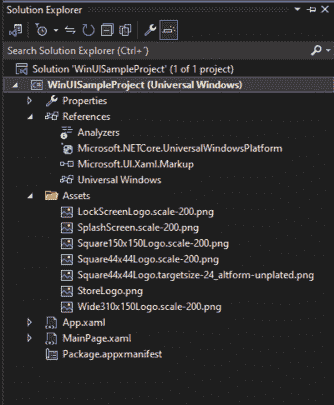 Solution Explorer
Search Solution Explorer (Ctrl+¨)
Solution 'WinUISampleProject' (1 of 1 project)
WinUISampleProject (Universal Windows)
Properties
References
Analyzers
Microsoft.NETCore.UniversalWindowsPlatform
Microsoft.UI.Xaml.Markup
Universal Windows
Assets
LockScreenLogo.scale-200.png
SplashScreen.scale-200.png
Square150x150Logo.scale-200.png
Square44x44Logo.scale-200.png
Square44x44Logo.targetsize-24_altform-unplated.png
StoreLogo.png
Wide310x150Logo.scale-200.png
App.xaml
MainPage.xaml
Package.appxmanifest